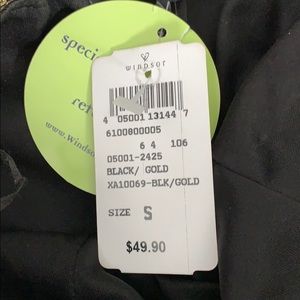 speci
ret
www.Windsor
WINDSOR
4 05001 13144 7
6100800005
6 4 106
05001-2425
BLACK/ GOLD
XA10069-BLK/GOLD
SIZE S
$49.90